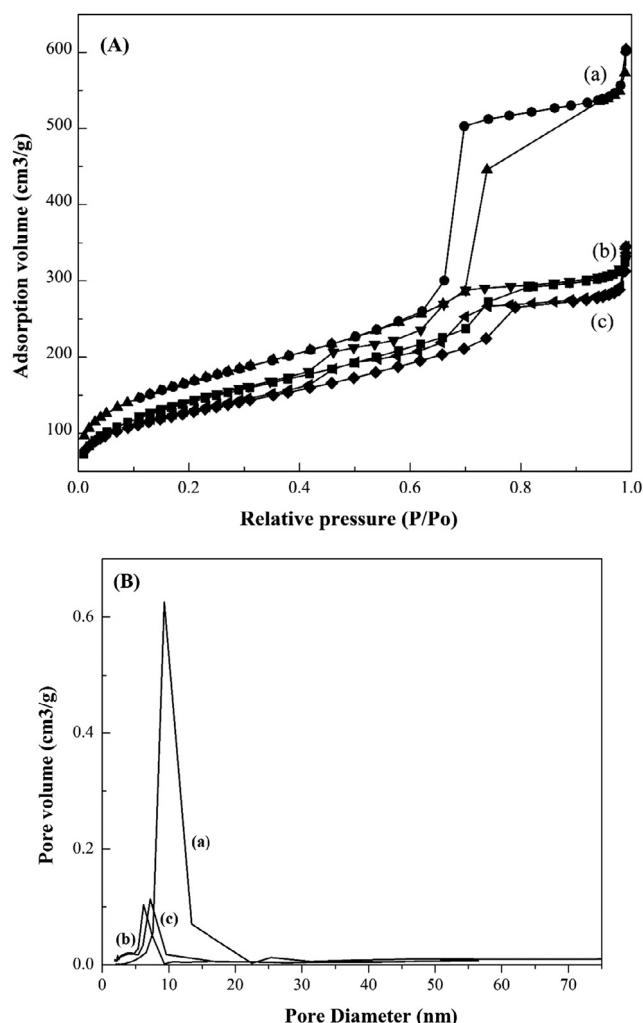 (A)
600
500
400
300
200
100
(a)
(b)
(c)
Adsorption volume (cm3/g)
0.0 0.2 0.4 0.6 0.8 1.0
Relative pressure (P/Po)
(B)
0.6
0.4
0.2
0.0
(a)
(b) (c)
Pore volume (cm3/g)
0 10 20 30 40 50 60 70
Pore Diameter (nm)